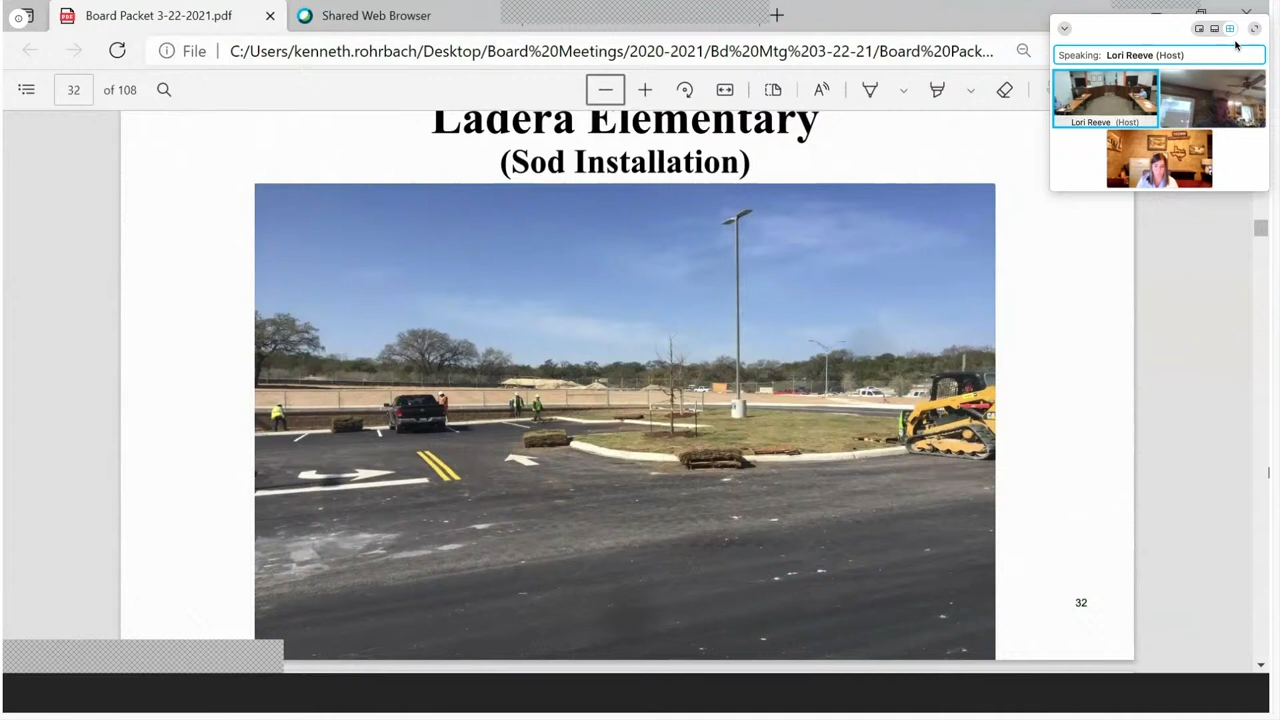 Board Packet 3-22-2021.pdf
Shared Web Browser
File
C:/Users/kenneth.rohrbach/Desktop/Board%20Meetings/2020-2021/Bd%20Mtg%203-22-21/Board%20Pack...
32 of 108
Speaking: Lori Reeve (Host)
Lori Reeve (Host)
Ladera Elementary
(Sod Installation)
32